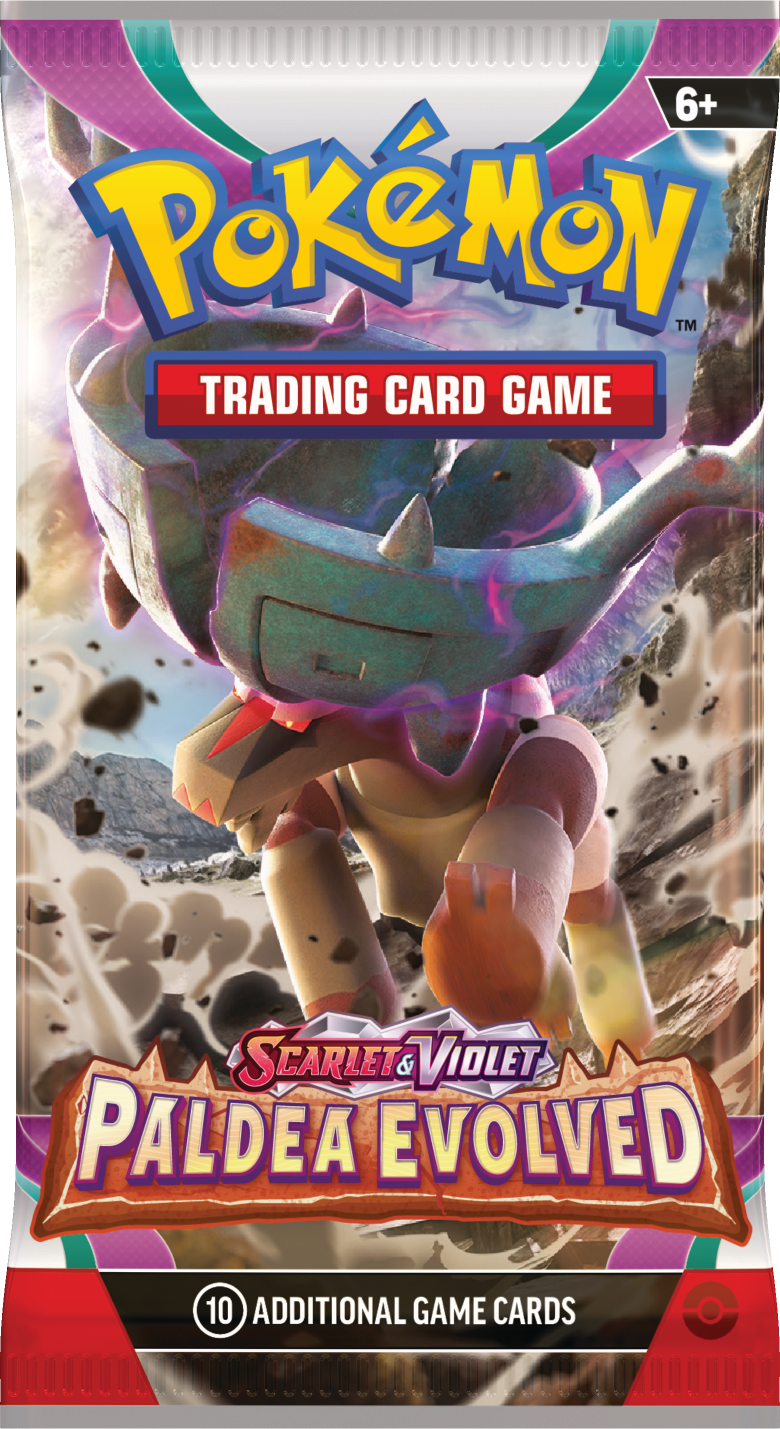 6+
POKéMON
TM
TRADING CARD GAME
SCARLET & VIOLET
PALDEA EVOLVED
10 ADDITIONAL GAME CARDS